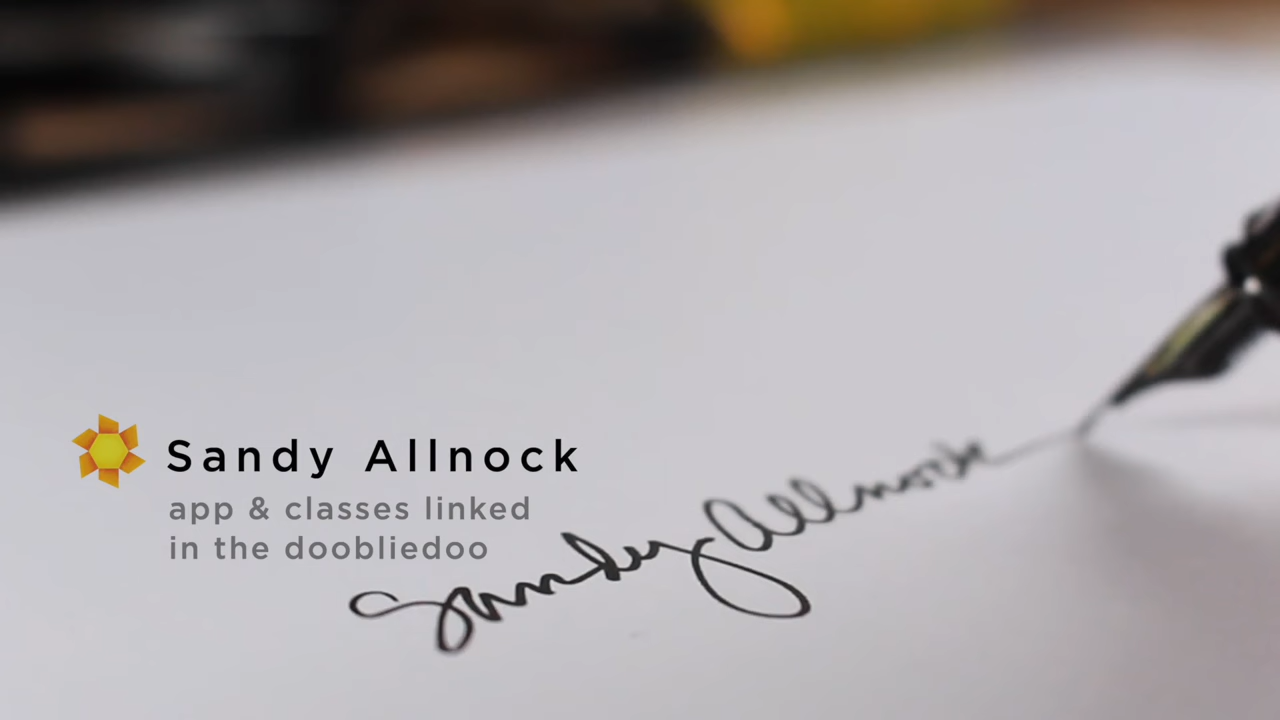 Sandy Allnock
app & classes linked
in the doobliedoo
Sandy Allnock